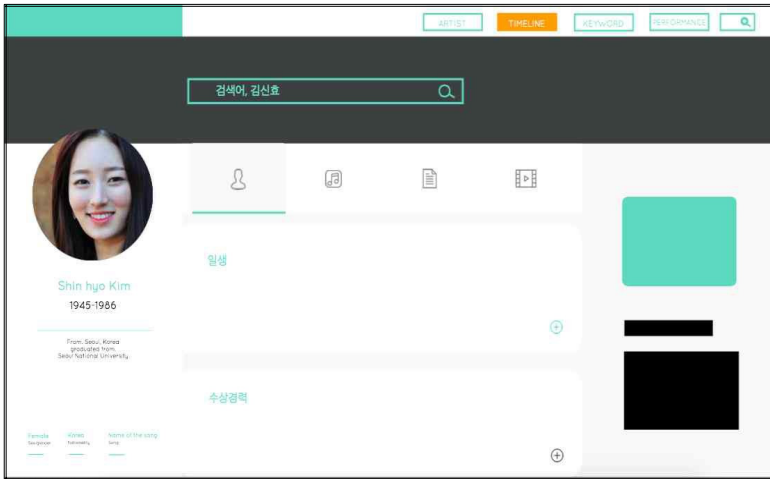 ARTIST
TIMELINE
KEYWORD
PERFORMANCE
검색어, 김신효
Shin hyo Kim
1945-1986
From. Seoul, Korea
graduated from.
Seoul National University
Female
Korea
Name of the song
Song
일생
수상경력